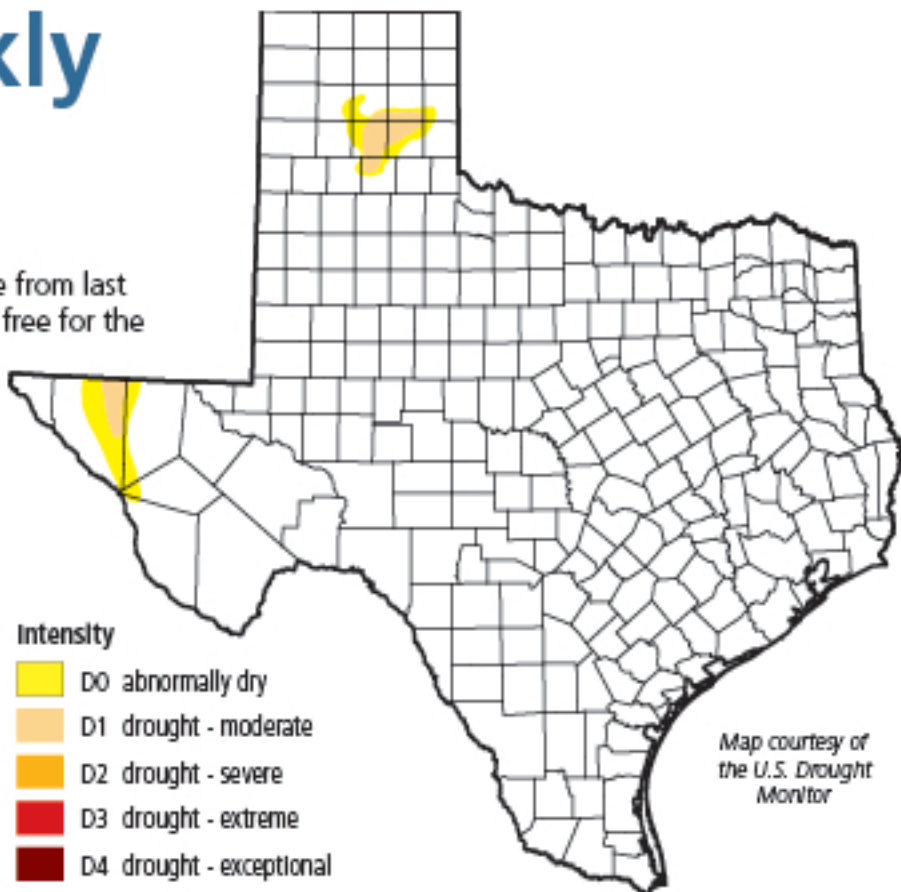 kly
e from last
free for the
Intensity
D0 abnormally dry
D1 drought - moderate
D2 drought - severe
D3 drought - extreme
D4 drought - exceptional
Map courtesy of
the U.S. Drought
Monitor